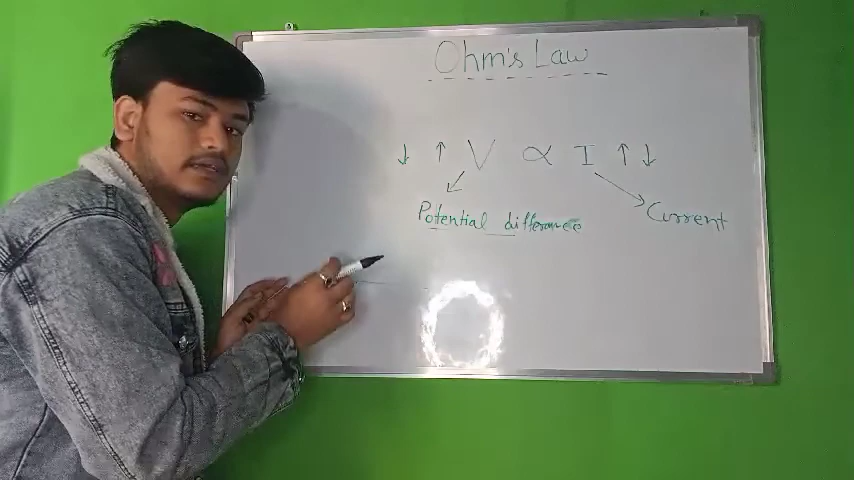 Ohm's Law
↓ ↑ V ∝ I ↑ ↓
Potential difference
Current